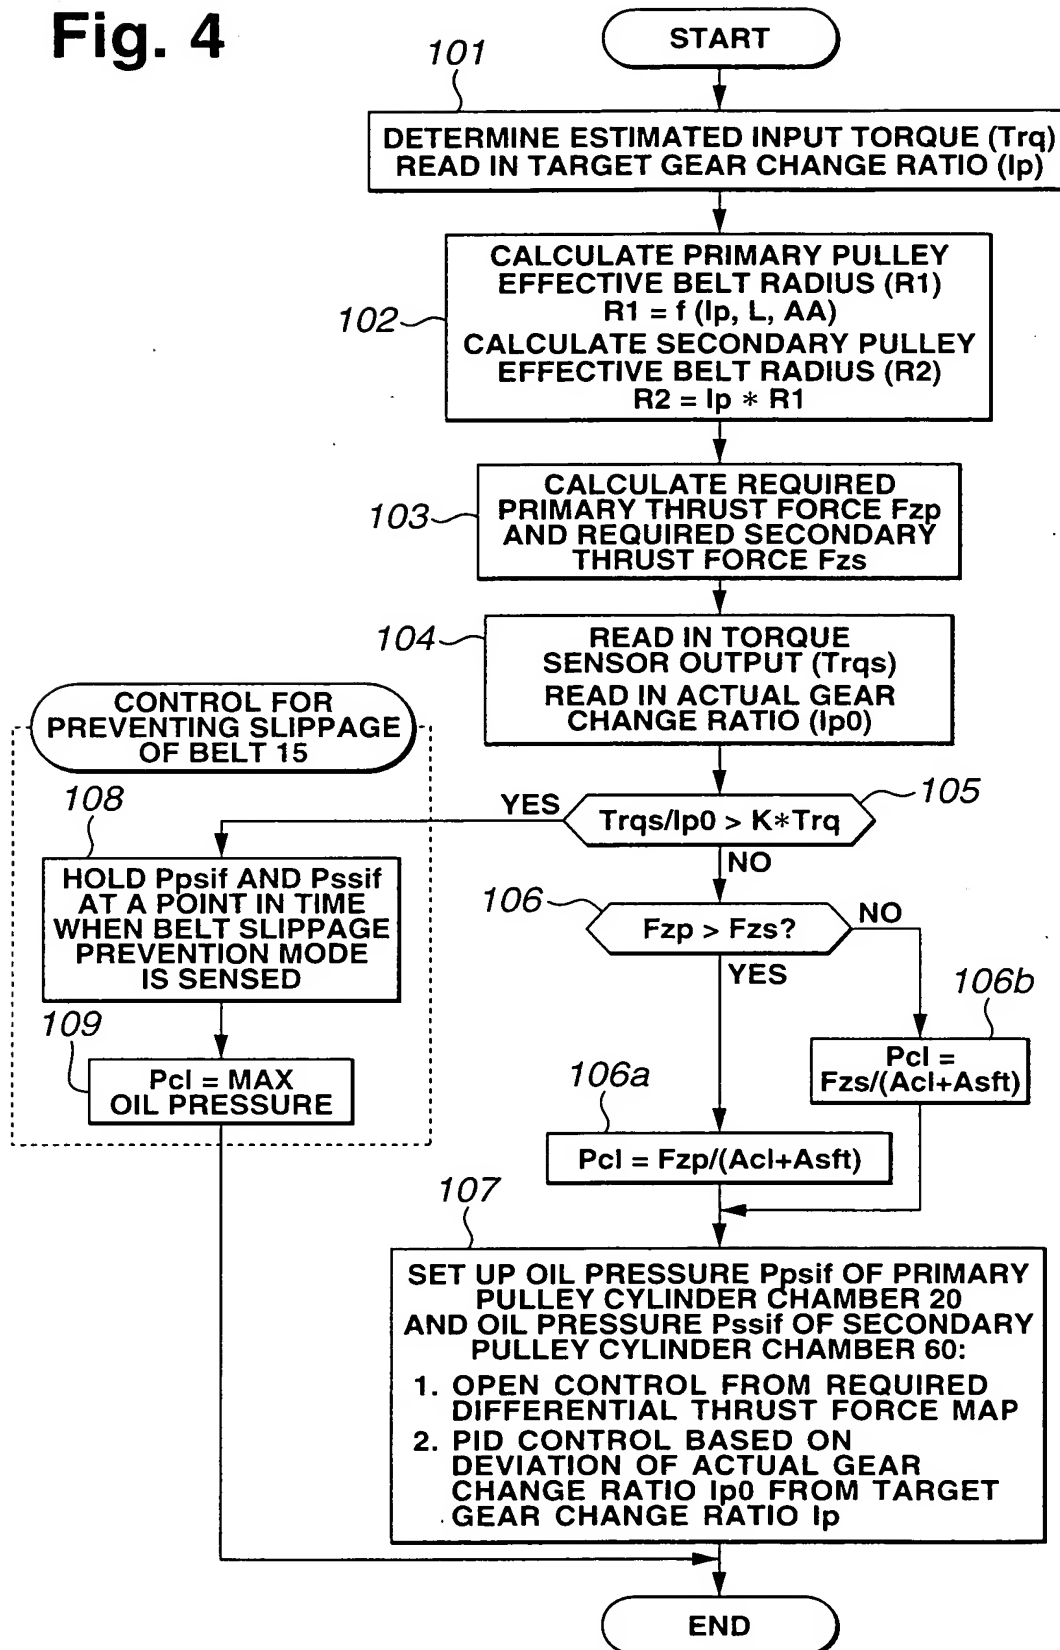 Fig. 4
START
101
DETERMINE ESTIMATED INPUT TORQUE (Trq)
READ IN TARGET GEAR CHANGE RATIO (Ip)
102
CALCULATE PRIMARY PULLEY
EFFECTIVE BELT RADIUS (R1)
R1 = f (Ip, L, AA)
CALCULATE SECONDARY PULLEY
EFFECTIVE BELT RADIUS (R2)
R2 = Ip * R1
103
CALCULATE REQUIRED
PRIMARY THRUST FORCE Fzp
AND REQUIRED SECONDARY
THRUST FORCE Fzs
104
READ IN TORQUE
SENSOR OUTPUT (Trqs)
READ IN ACTUAL GEAR
CHANGE RATIO (Ip0)
CONTROL FOR
PREVENTING SLIPPAGE
OF BELT 15
105
Trqs/Ip0 > K*Trq
YES
NO
108
HOLD Ppsif AND Pssif
AT A POINT IN TIME
WHEN BELT SLIPPAGE
PREVENTION MODE
IS SENSED
106
Fzp > Fzs?
NO
YES
109
Pcl = MAX
OIL PRESSURE
106b
Pcl =
Fzs/(Acl+Asft)
106a
Pcl = Fzp/(Acl+Asft)
107
SET UP OIL PRESSURE Ppsif OF PRIMARY
PULLEY CYLINDER CHAMBER 20
AND OIL PRESSURE Pssif OF SECONDARY
PULLEY CYLINDER CHAMBER 60:
1. OPEN CONTROL FROM REQUIRED
DIFFERENTIAL THRUST FORCE MAP
2. PID CONTROL BASED ON
DEVIATION OF ACTUAL GEAR
CHANGE RATIO Ip0 FROM TARGET
GEAR CHANGE RATIO Ip
END